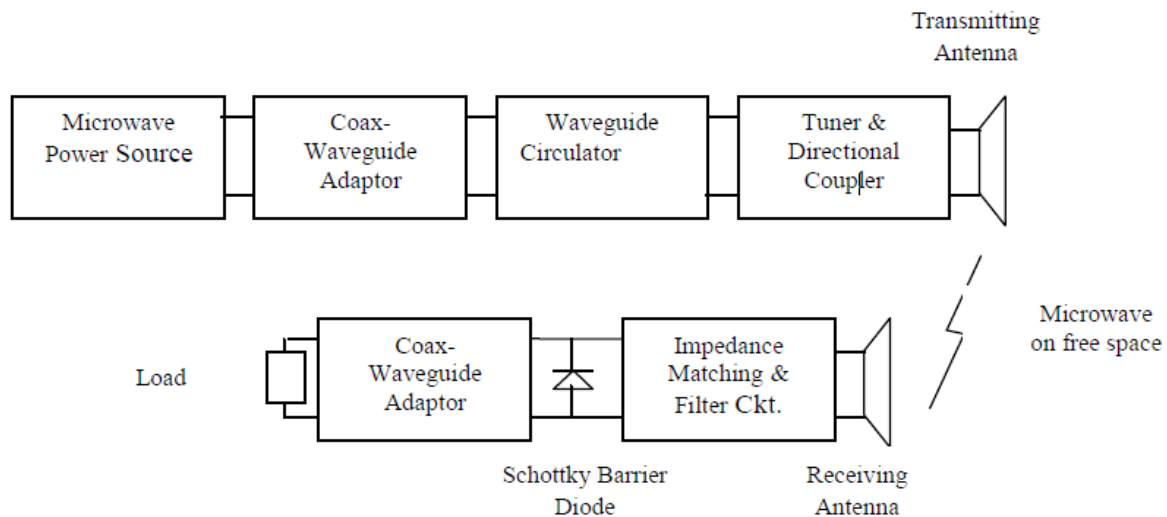 Transmitting
Antenna
Microwave
Power Source
Coax-
Waveguide
Adaptor
Waveguide
Circulator
Tuner &
Directional
Coupler
Microwave
on free space
Load
Coax-
Waveguide
Adaptor
Impedance
Matching &
Filter Ckt.
Schottky Barrier
Diode
Receiving
Antenna